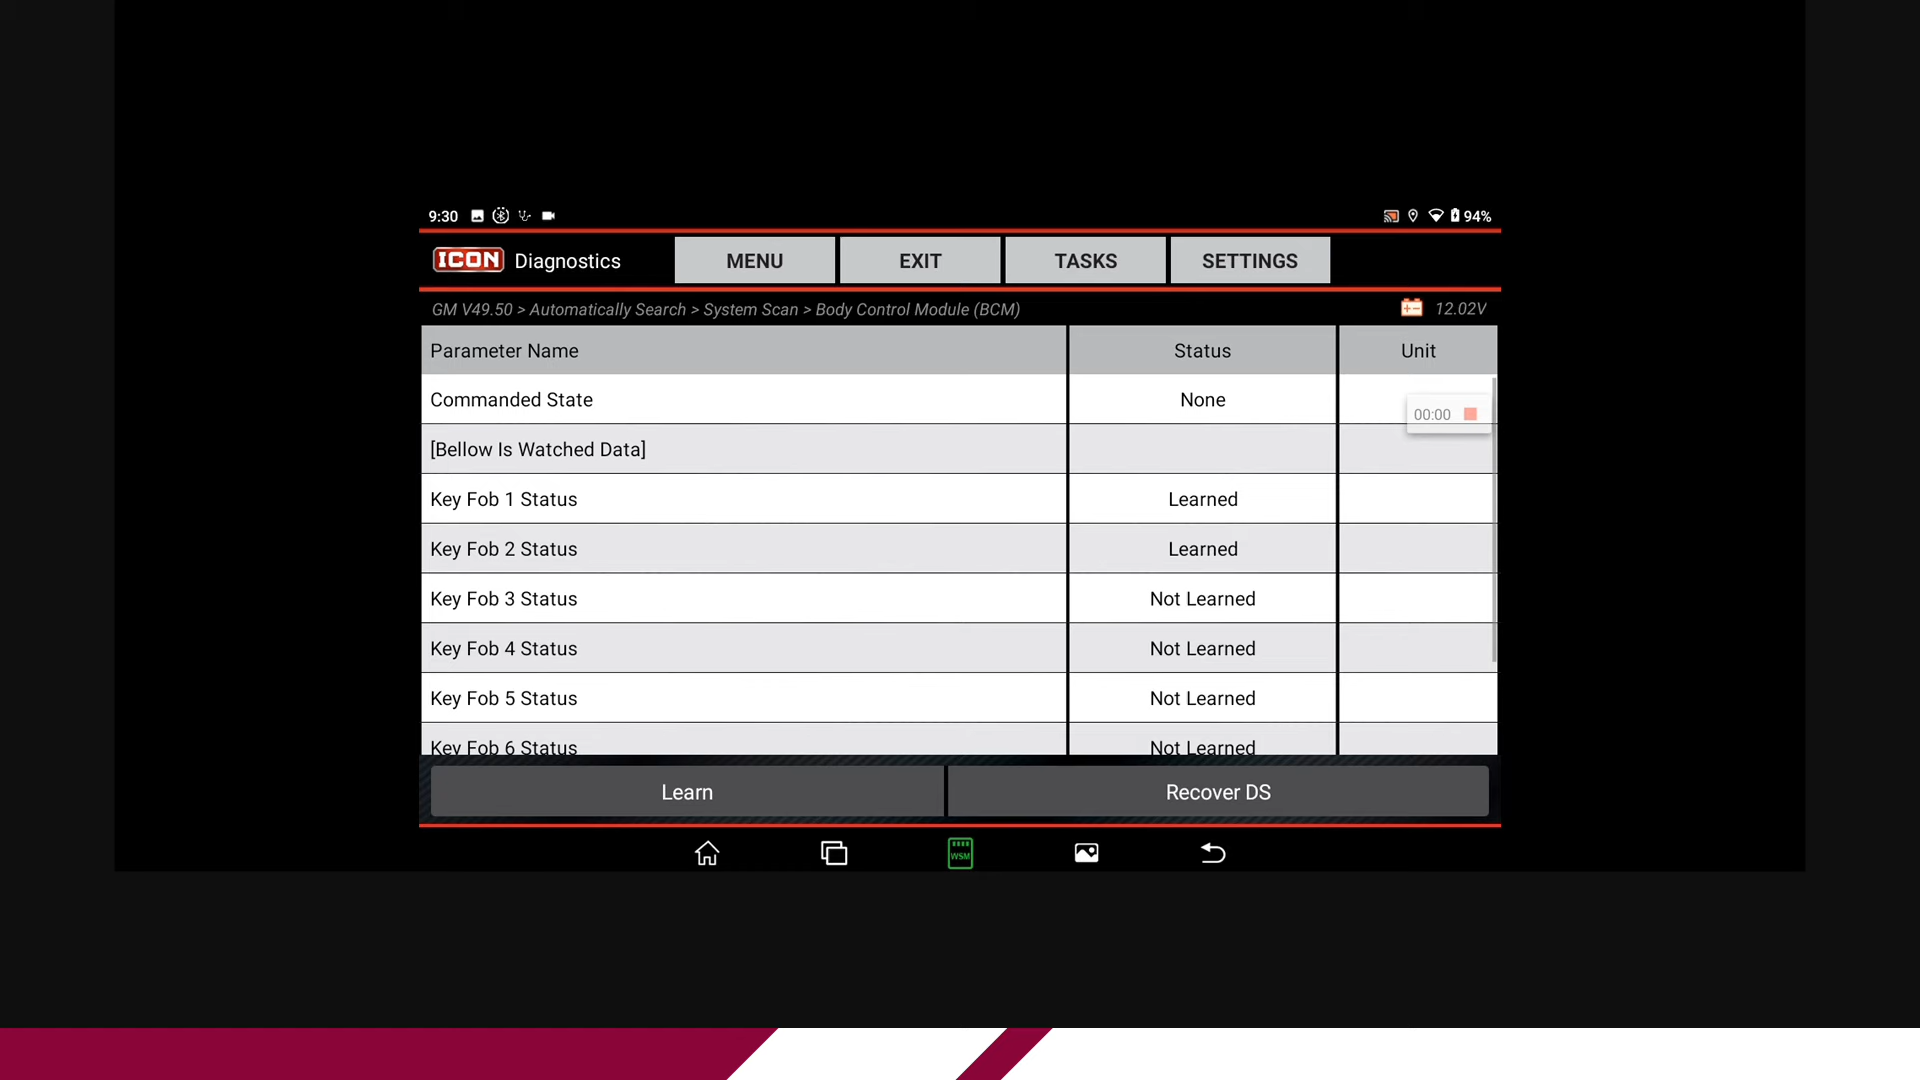 9:30 94%
ICON Diagnostics MENU EXIT TASKS SETTINGS
GM V49.50 > Automatically Search > System Scan > Body Control Module (BCM) 12.02V
Parameter Name Status Unit
Commanded State None
00:00
[Bellow Is Watched Data]
Key Fob 1 Status Learned
Key Fob 2 Status Learned
Key Fob 3 Status Not Learned
Key Fob 4 Status Not Learned
Key Fob 5 Status Not Learned
Key Fob 6 Status Not Learned
Learn Recover DS
WSM